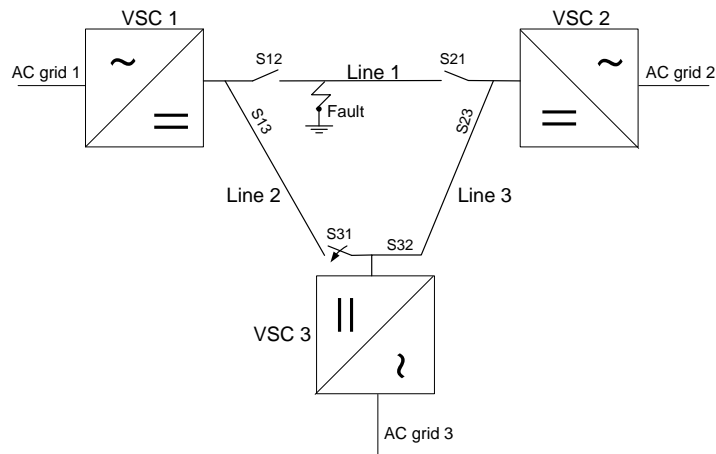 VSC 1
VSC 2
S12
S21
AC grid 1
Line 1
AC grid 2
Fault
S13
S23
Line 2
Line 3
S31
S32
VSC 3
AC grid 3